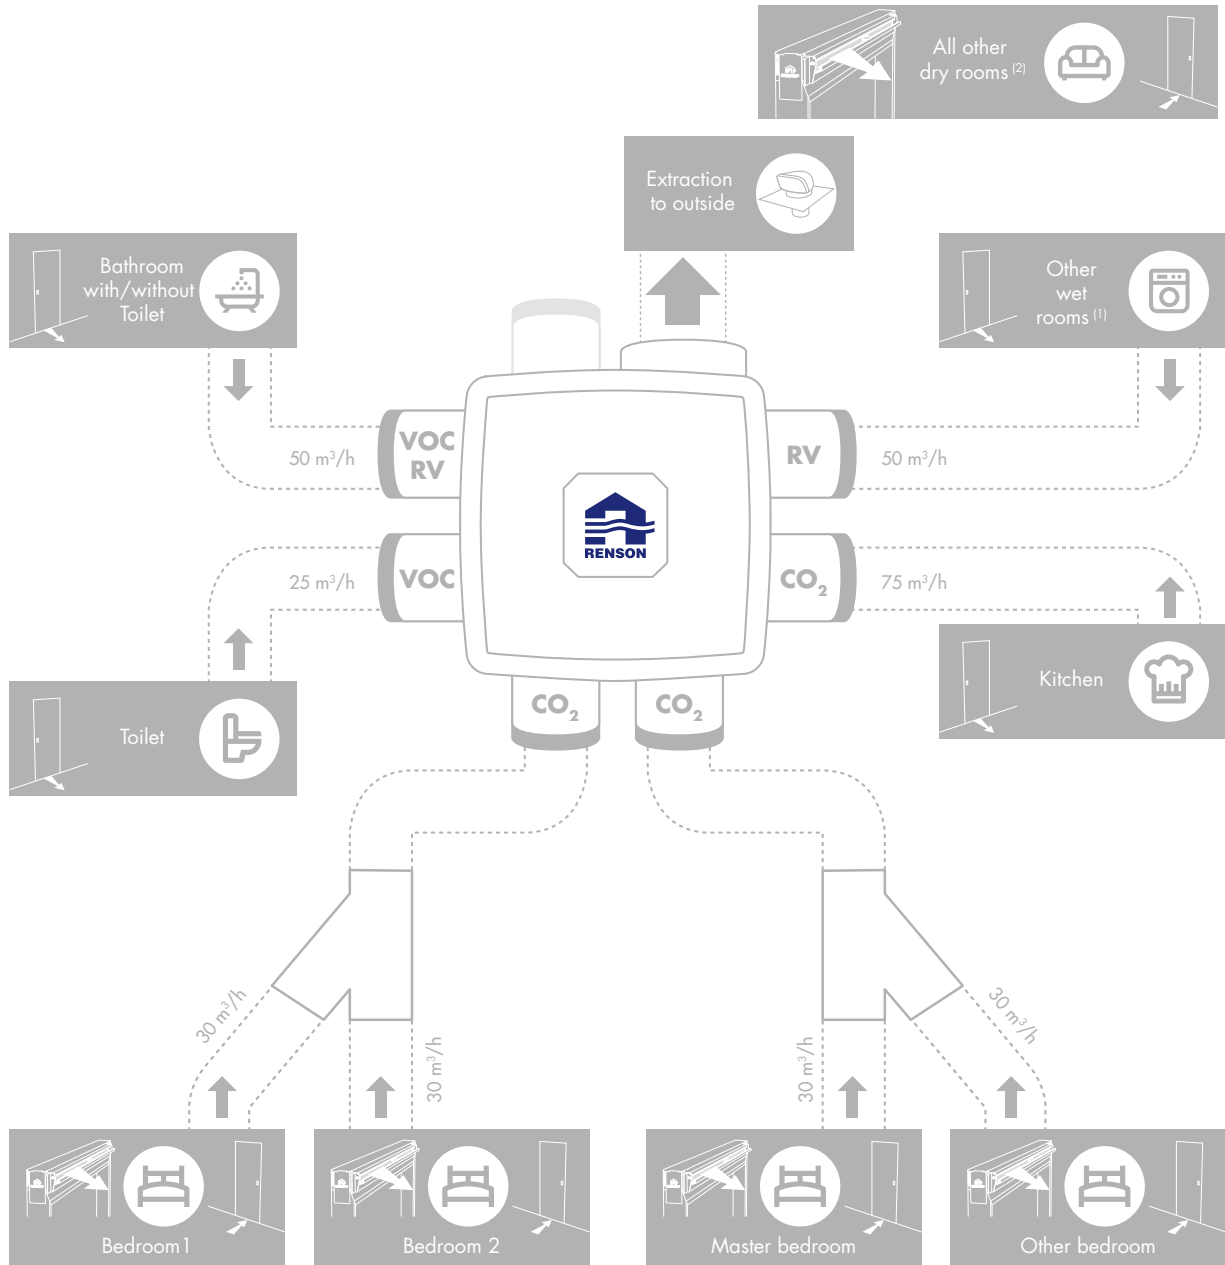 All other
dry rooms (2)
Extraction
to outside
Bathroom
with/without
Toilet
Other
wet
rooms (1)
VOC
RV
RV
50 m³/h
50 m³/h
RENSON
25 m³/h
VOC
CO₂
75 m³/h
Toilet
CO₂
CO₂
Kitchen
30 m³/h
30 m³/h
30 m³/h
30 m³/h
Bedroom1
Bedroom 2
Master bedroom
Other bedroom